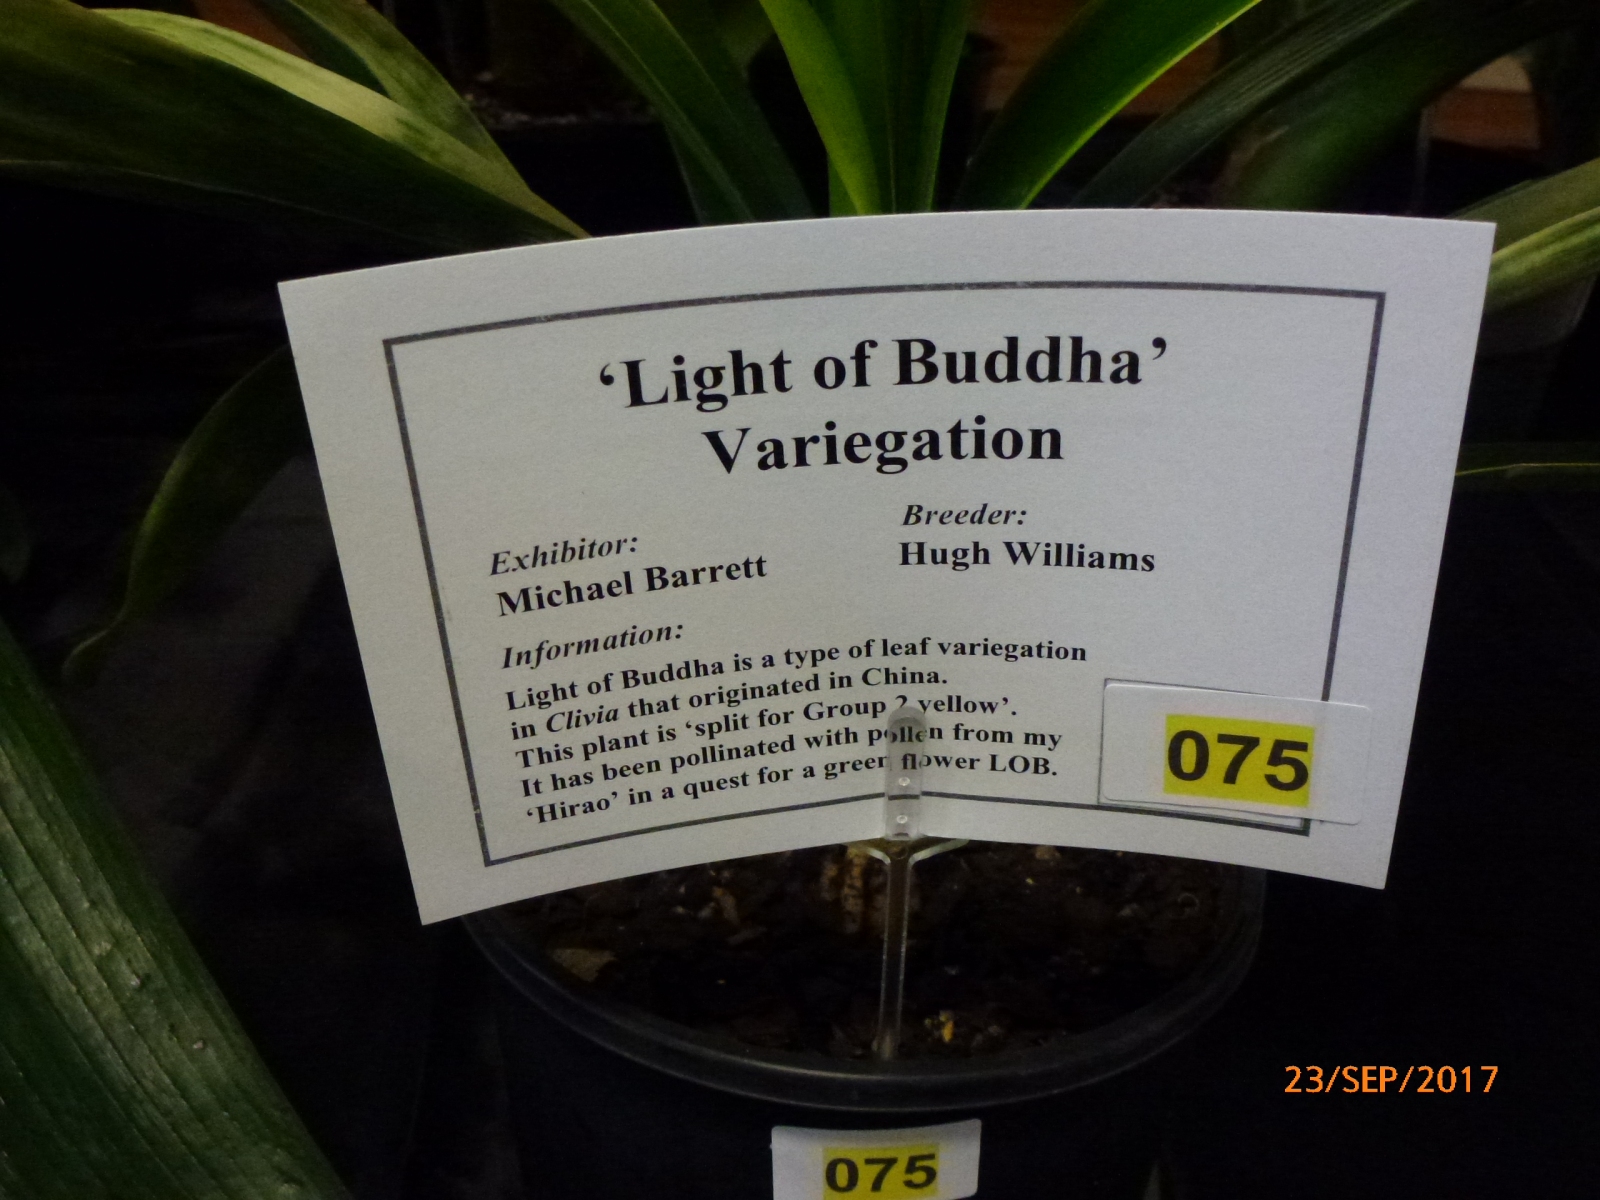 ‘Light of Buddha’
Variegation
Exhibitor:
Michael Barrett
Breeder:
Hugh Williams
Information:
Light of Buddha is a type of leaf variegation
in Clivia that originated in China.
This plant is ‘split for Group 2 yellow’.
It has been pollinated with pollen from my
‘Hirao’ in a quest for a green flower LOB.
075
23/SEP/2017
075